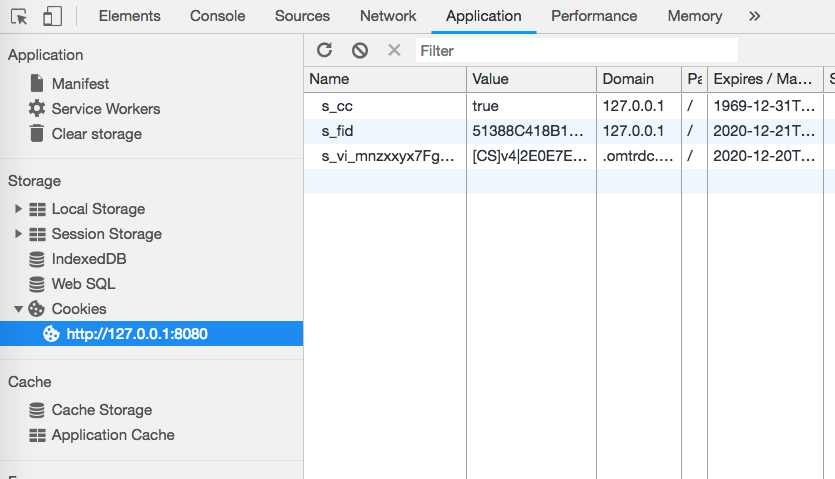 Elements Console Sources Network Application Performance Memory »
Application
Manifest
Service Workers
Clear storage
Storage
Local Storage
Session Storage
IndexedDB
Web SQL
Cookies
http://127.0.0.1:8080
Cache
Cache Storage
Application Cache
Filter
Name Value Domain Pa Expires / Ma... S
s_cc true 127.0.0.1 / 1969-12-31T...
s_fid 51388C418B1... 127.0.0.1 / 2020-12-21T...
s_vi_mnzxxyx7Fg... [CS]v4|2E0E7E... .omtrdc.... / 2020-12-20T...